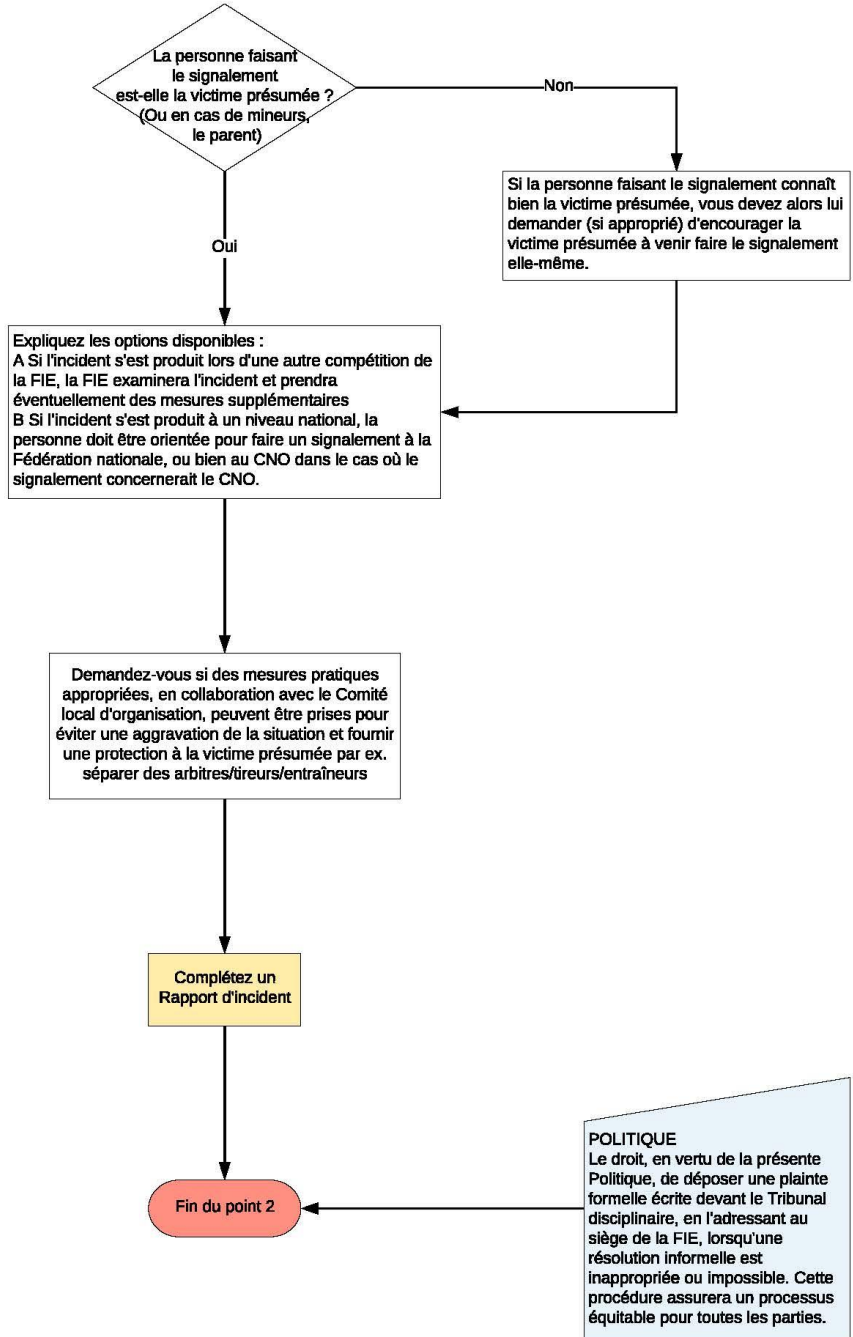 La personne faisant
le signalement
est-elle la victime présumée ?
(Ou en cas de mineurs,
le parent)
Non
Si la personne faisant le signalement connaît
bien la victime présumée, vous devez alors lui
demander (si approprié) d'encourager la
victime présumée à venir faire le signalement
elle-même.
Oui
Expliquez les options disponibles :
A Si l'incident s'est produit lors d'une autre compétition de
la FIE, la FIE examinera l'incident et prendra
éventuellement des mesures supplémentaires
B Si l'incident s'est produit à un niveau national, la
personne doit être orientée pour faire un signalement à la
Fédération nationale, ou bien au CNO dans le cas où le
signalement concernerait le CNO.
Demandez-vous si des mesures pratiques
appropriées, en collaboration avec le Comité
local d'organisation, peuvent être prises pour
éviter une aggravation de la situation et fournir
une protection à la victime présumée par ex.
séparer des arbitres/tireurs/entraîneurs
Complétez un
Rapport d'incident
Fin du point 2
POLITIQUE
Le droit, en vertu de la présente
Politique, de déposer une plainte
formelle écrite devant le Tribunal
disciplinaire, en l'adressant au
siège de la FIE, lorsqu'une
résolution informelle est
inappropriée ou impossible. Cette
procédure assurera un processus
équitable pour toutes les parties.